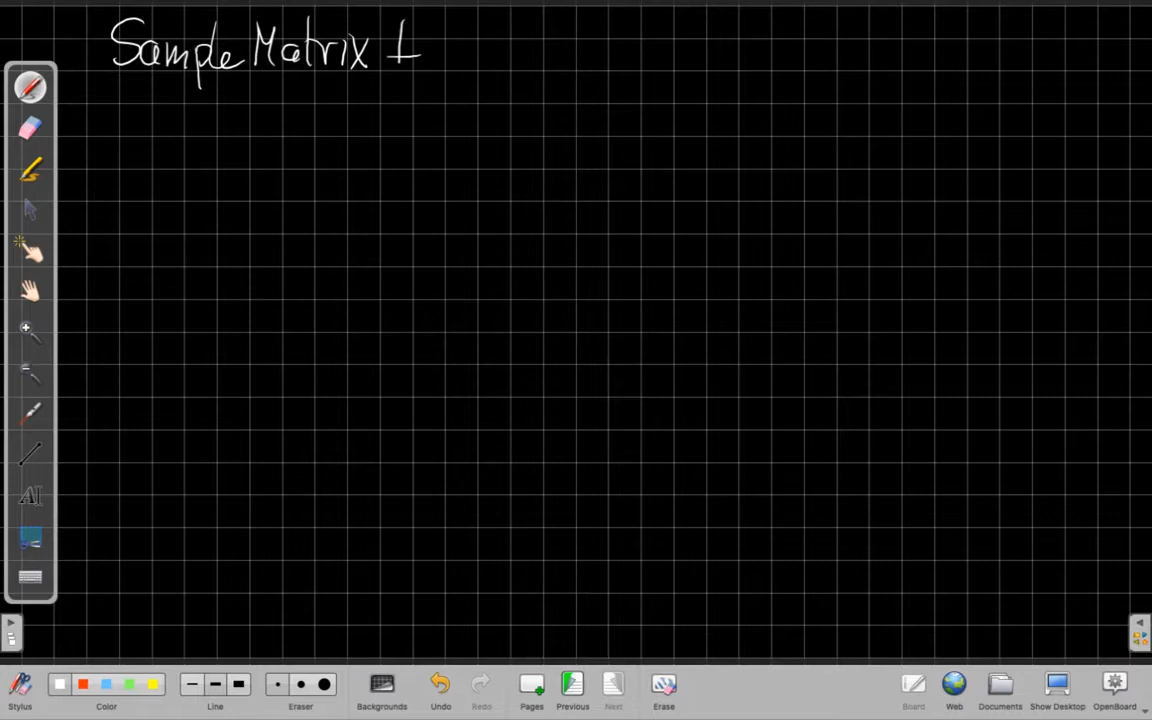 Sample Matrix 1
AI
Stylus
Color
Line
Eraser
Backgrounds
Undo
Redo
Pages
Previous
Next
Erase
Board
Web
Documents
Show Desktop
OpenBoard